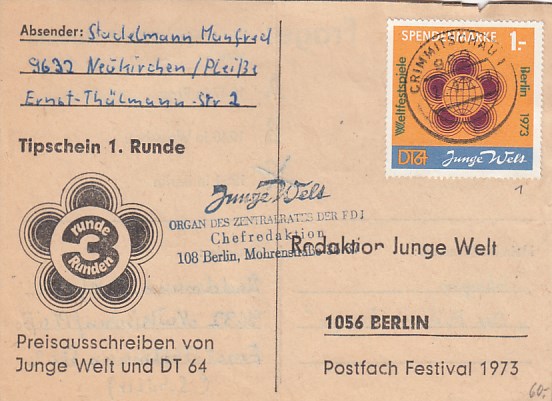 Absender: Stadelmann Manfred
9632 Neukirchen/Pleiße
Ernst-Thälmann-Str 2
Tipschein 1. Runde
runde
3
Runden
Preisausschreiben von
Junge Welt und DT 64
SPENDENMARKE 1.-
Weltfestspiele
Berlin 1973
DT64 Junge Welt
CRIMMITSCHAU 1
Junge Welt
ORGAN DES ZENTRALRATES DER FDJ
Chefredaktion
108 Berlin, Mohrenstraße
Redaktion Junge Welt
1056 BERLIN
Postfach Festival 1973
1
60,-